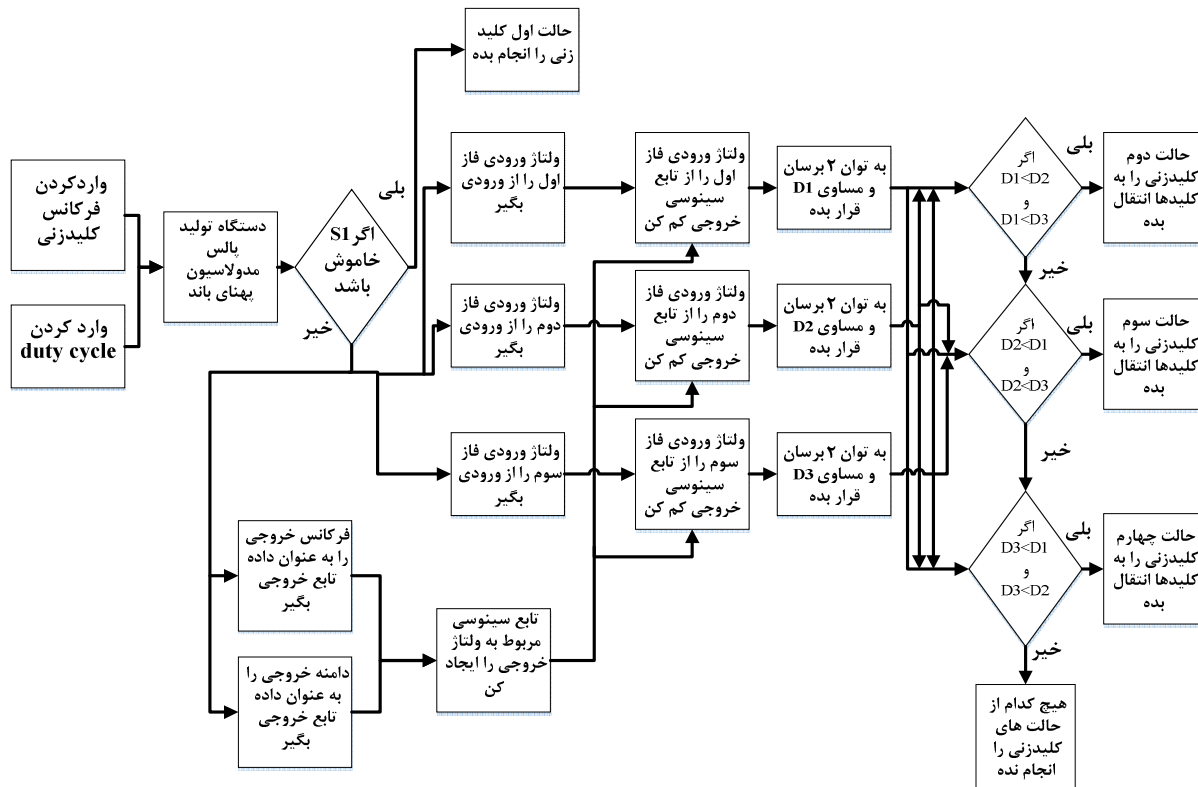 حالت اول کلید
زنی را انجام بده
واردکردن
فرکانس
کلیدزنی
وارد کردن
duty cycle
دستگاه تولید
پالس
مدولاسیون
پهنای باند
اگرS1
خاموش
باشد
بلی
خیر
ولتاژ ورودی فاز
اول را از ورودی
بگیر
ولتاژ ورودی فاز
اول را از تابع
سینوسی
خروجی کم کن
به توان ۲برسان
و مساوی D1
قرار بده
اگر
D1<D2
و
D1<D3
بلی
حالت دوم
کلیدزنی را به
کلیدها انتقال
بده
خیر
ولتاژ ورودی فاز
دوم را از ورودی
بگیر
ولتاژ ورودی فاز
دوم را از تابع
سینوسی
خروجی کم کن
به توان ۲برسان
و مساوی D2
قرار بده
اگر
D2<D1
و
D2<D3
بلی
حالت سوم
کلیدزنی را به
کلیدها انتقال
بده
خیر
ولتاژ ورودی فاز
سوم را از ورودی
بگیر
ولتاژ ورودی فاز
سوم را از تابع
سینوسی
خروجی کم کن
به توان ۲برسان
و مساوی D3
قرار بده
اگر
D3<D1
و
D3<D2
بلی
حالت چهارم
کلیدزنی را به
کلیدها انتقال
بده
خیر
فرکانس خروجی
را به عنوان داده
تابع خروجی
بگیر
دامنه خروجی را
به عنوان داده
تابع خروجی
بگیر
تابع سینوسی
مربوط به ولتاژ
خروجی را ایجاد
کن
هیچ کدام از
حالت های
کلیدزنی را
انجام نده